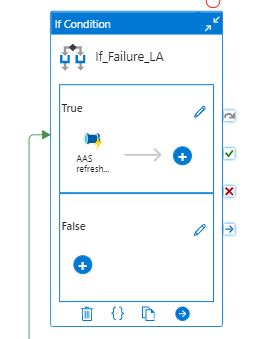 If Condition
If_Failure_LA
True
AAS
refresh...
False